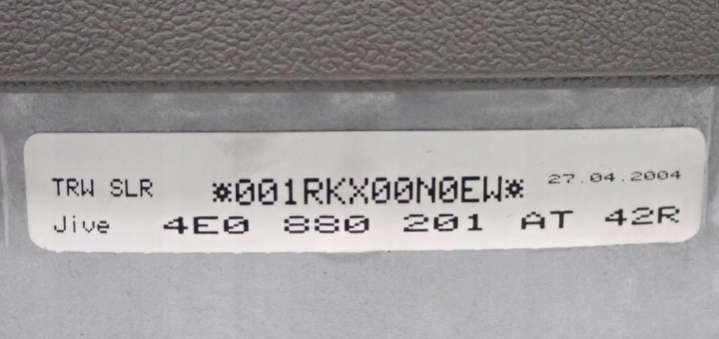 TRW SLR *001RKX00N0EW* 27.04.2004
Jive 4E0 880 201 AT 42R